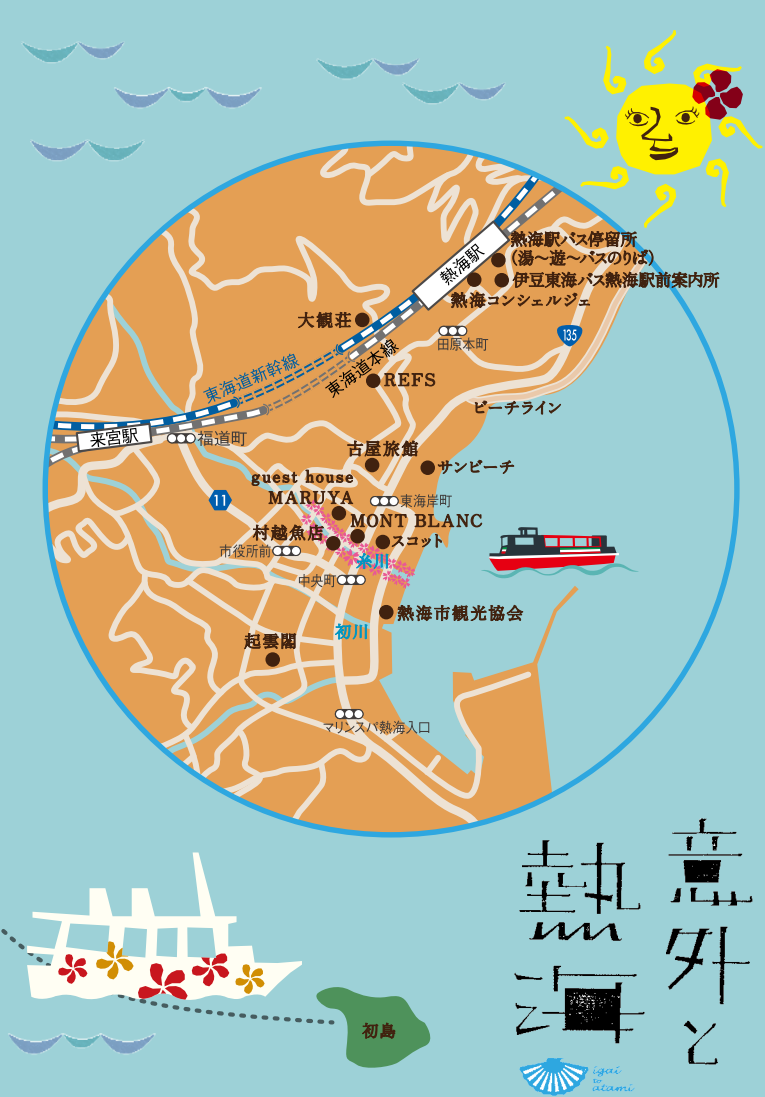 熱海駅バス停留所
（湯〜遊〜バスのりば）
伊豆東海バス熱海駅前案内所
熱海駅
熱海コンシェルジェ
大観荘
135
田原本町
東海道新幹線
東海道本線
REFS
ビーチライン
来宮駅
福道町
古屋旅館
サンビーチ
guest house
MARUYA
11
東海岸町
MONT BLANC
村越魚店
スコット
市役所前
糸川
中央町
熱海市観光協会
初川
起雲閣
マリンスパ熱海入口
意外と
熱海
初島
igai
to
atami